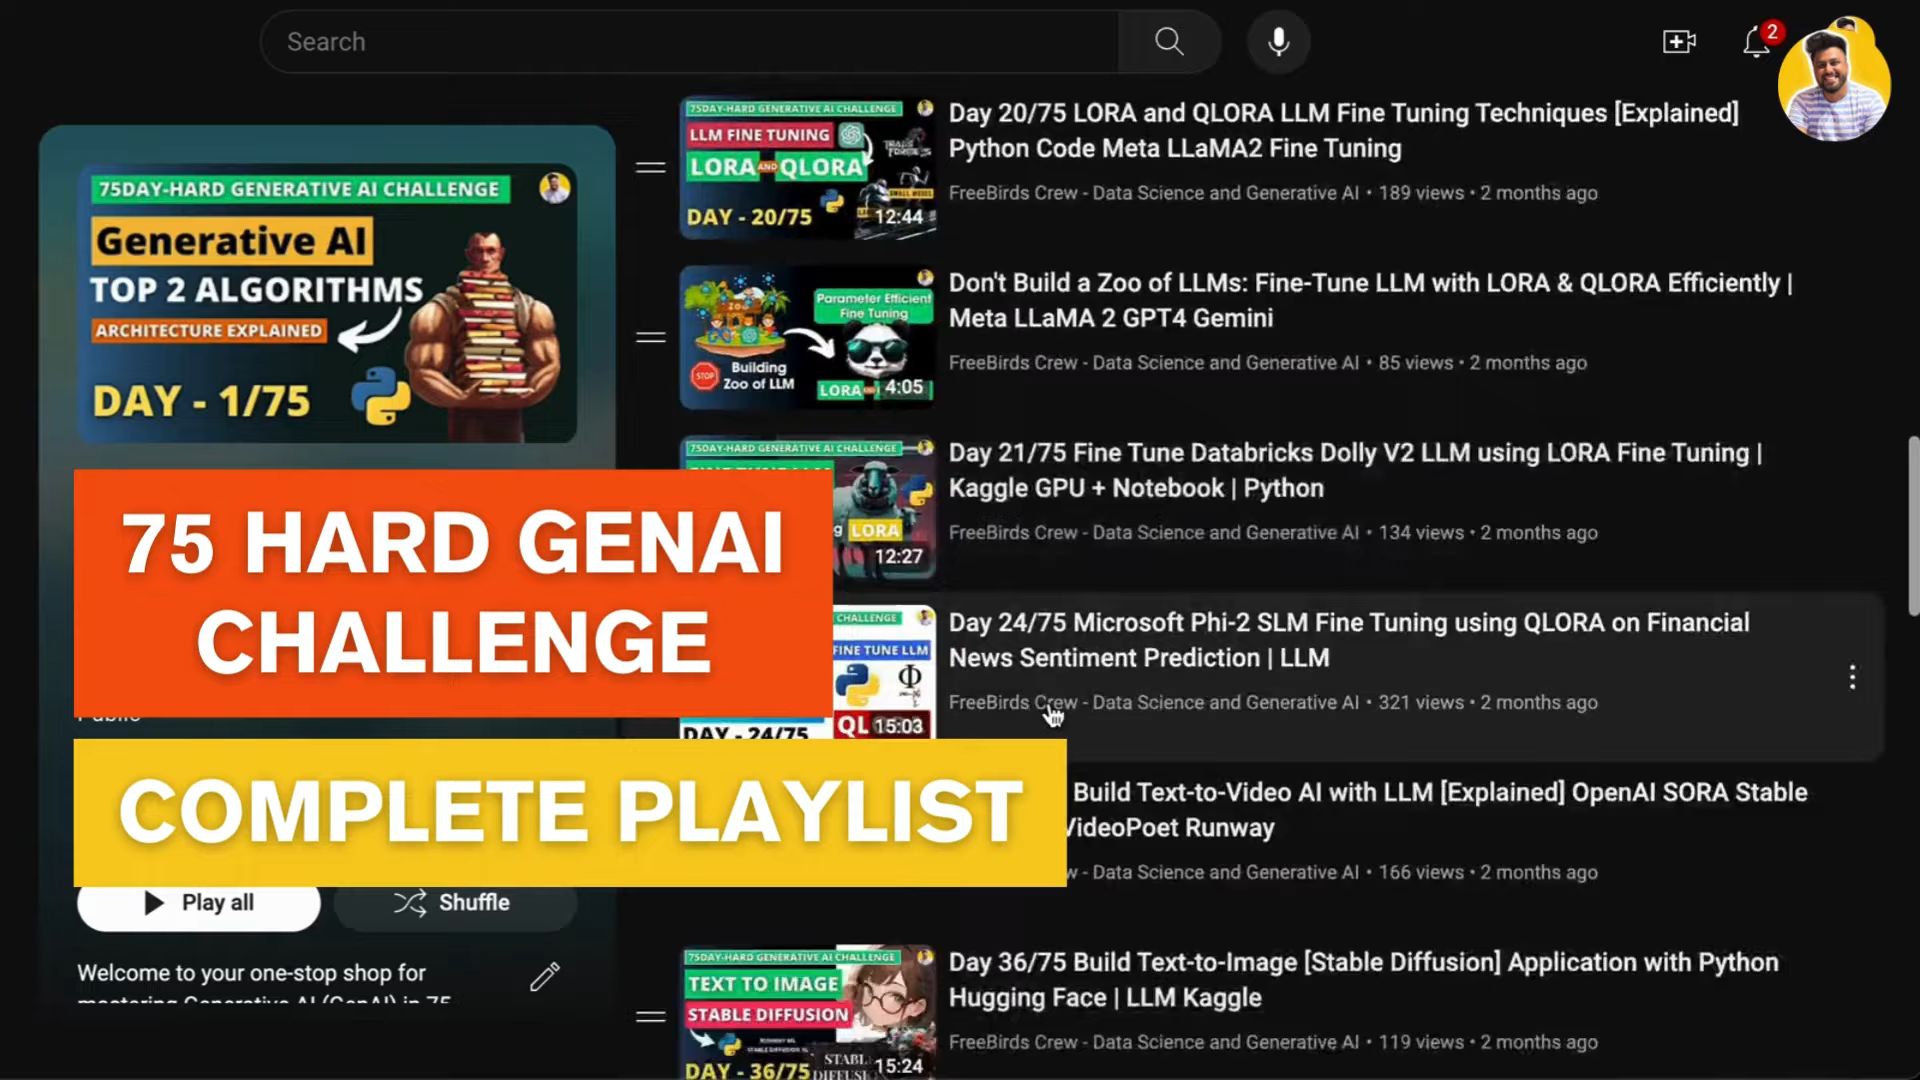 Search
2
75DAY-HARD GENERATIVE AI CHALLENGE
Generative AI
TOP 2 ALGORITHMS
ARCHITECTURE EXPLAINED
DAY - 1/75
75 HARD GENAI
CHALLENGE
COMPLETE PLAYLIST
Play all
Shuffle
Welcome to your one-stop shop for
mastering Generative AI (GenAI) in 75
75DAY-HARD GENERATIVE AI CHALLENGE
LLM FINE TUNING
LORA AND QLORA
DAY - 20/75
12:44
Day 20/75 LORA and QLORA LLM Fine Tuning Techniques [Explained]
Python Code Meta LLaMA2 Fine Tuning
FreeBirds Crew - Data Science and Generative AI • 189 views • 2 months ago
Parameter Efficient
Fine Tuning
STOP
Building
Zoo of LLM
LORA
4:05
Don't Build a Zoo of LLMs: Fine-Tune LLM with LORA & QLORA Efficiently |
Meta LLaMA 2 GPT4 Gemini
FreeBirds Crew - Data Science and Generative AI • 85 views • 2 months ago
75DAY-HARD GENERATIVE AI CHALLENGE
g LORA
12:27
Day 21/75 Fine Tune Databricks Dolly V2 LLM using LORA Fine Tuning |
Kaggle GPU + Notebook | Python
FreeBirds Crew - Data Science and Generative AI • 134 views • 2 months ago
CHALLENGE
FINE TUNE LLM
Φ
DAY - 24/75
QL
15:03
Day 24/75 Microsoft Phi-2 SLM Fine Tuning using QLORA on Financial
News Sentiment Prediction | LLM
FreeBirds Crew - Data Science and Generative AI • 321 views • 2 months ago
Build Text-to-Video AI with LLM [Explained] OpenAI SORA Stable
VideoPoet Runway
w - Data Science and Generative AI • 166 views • 2 months ago
75DAY-HARD GENERATIVE AI CHALLENGE
TEXT TO IMAGE
STABLE DIFFUSION
DAY - 36/75
15:24
Day 36/75 Build Text-to-Image [Stable Diffusion] Application with Python
Hugging Face | LLM Kaggle
FreeBirds Crew - Data Science and Generative AI • 119 views • 2 months ago